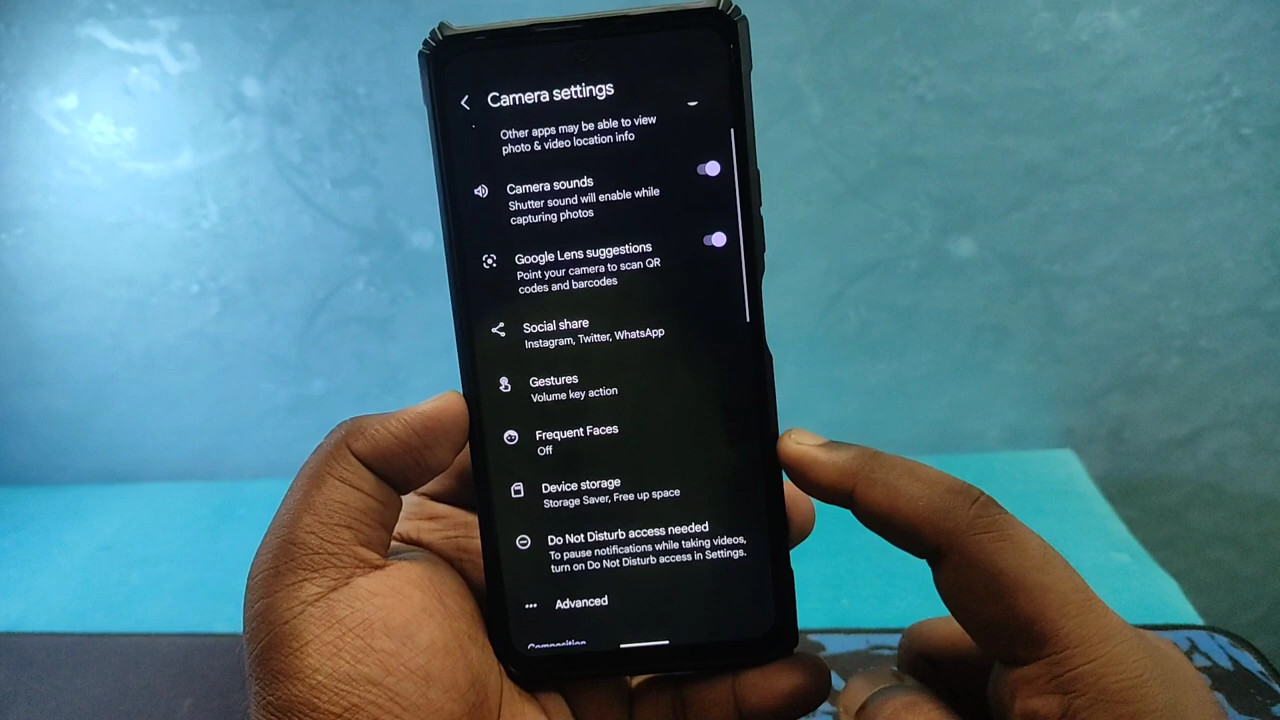 Camera settings
Other apps may be able to view
photo & video location info
Camera sounds
Shutter sound will enable while
capturing photos
Google Lens suggestions
Point your camera to scan QR
codes and barcodes
Social share
Instagram, Twitter, WhatsApp
Gestures
Volume key action
Frequent Faces
Off
Device storage
Storage Saver, Free up space
Do Not Disturb access needed
To pause notifications while taking videos,
turn on Do Not Disturb access in Settings.
Advanced
Composition